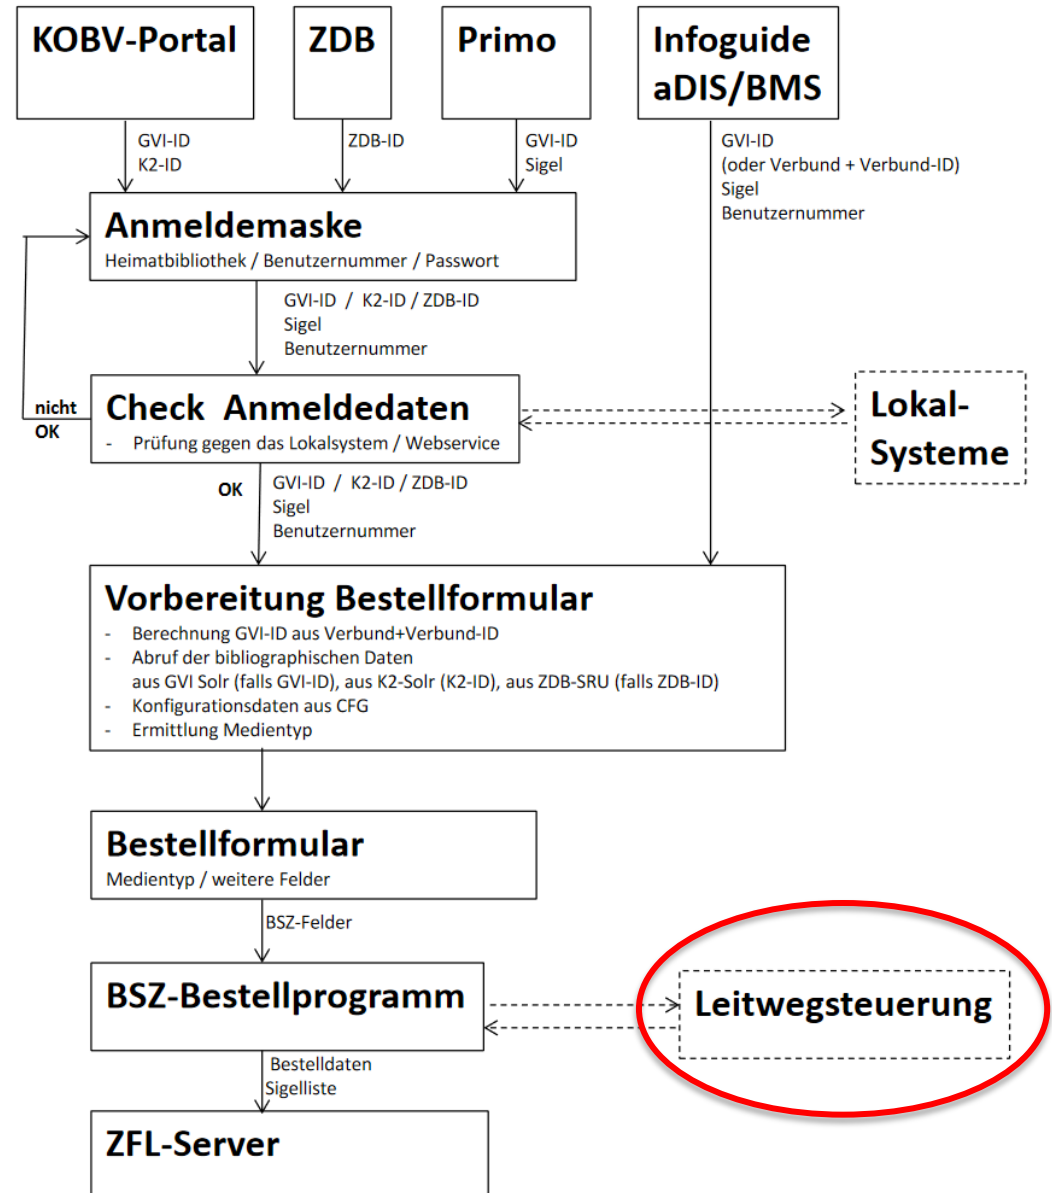 KOBV-Portal
ZDB
Primo
Infoguide
aDIS/BMS
GVI-ID
K2-ID
ZDB-ID
GVI-ID
Sigel
GVI-ID
(oder Verbund + Verbund-ID)
Sigel
Benutzernummer
Anmeldemaske
Heimatbibliothek / Benutzernummer / Passwort
GVI-ID / K2-ID / ZDB-ID
Sigel
Benutzernummer
nicht
OK
Check Anmeldedaten
- Prüfung gegen das Lokalsystem / Webservice
Lokal-
Systeme
OK
GVI-ID / K2-ID / ZDB-ID
Sigel
Benutzernummer
Vorbereitung Bestellformular
- Berechnung GVI-ID aus Verbund+Verbund-ID
- Abruf der bibliographischen Daten
aus GVI Solr (falls GVI-ID), aus K2-Solr (K2-ID), aus ZDB-SRU (falls ZDB-ID)
- Konfigurationsdaten aus CFG
- Ermittlung Medientyp
Bestellformular
Medientyp / weitere Felder
BSZ-Felder
BSZ-Bestellprogramm
Leitwegsteuerung
Bestelldaten
Sigelliste
ZFL-Server